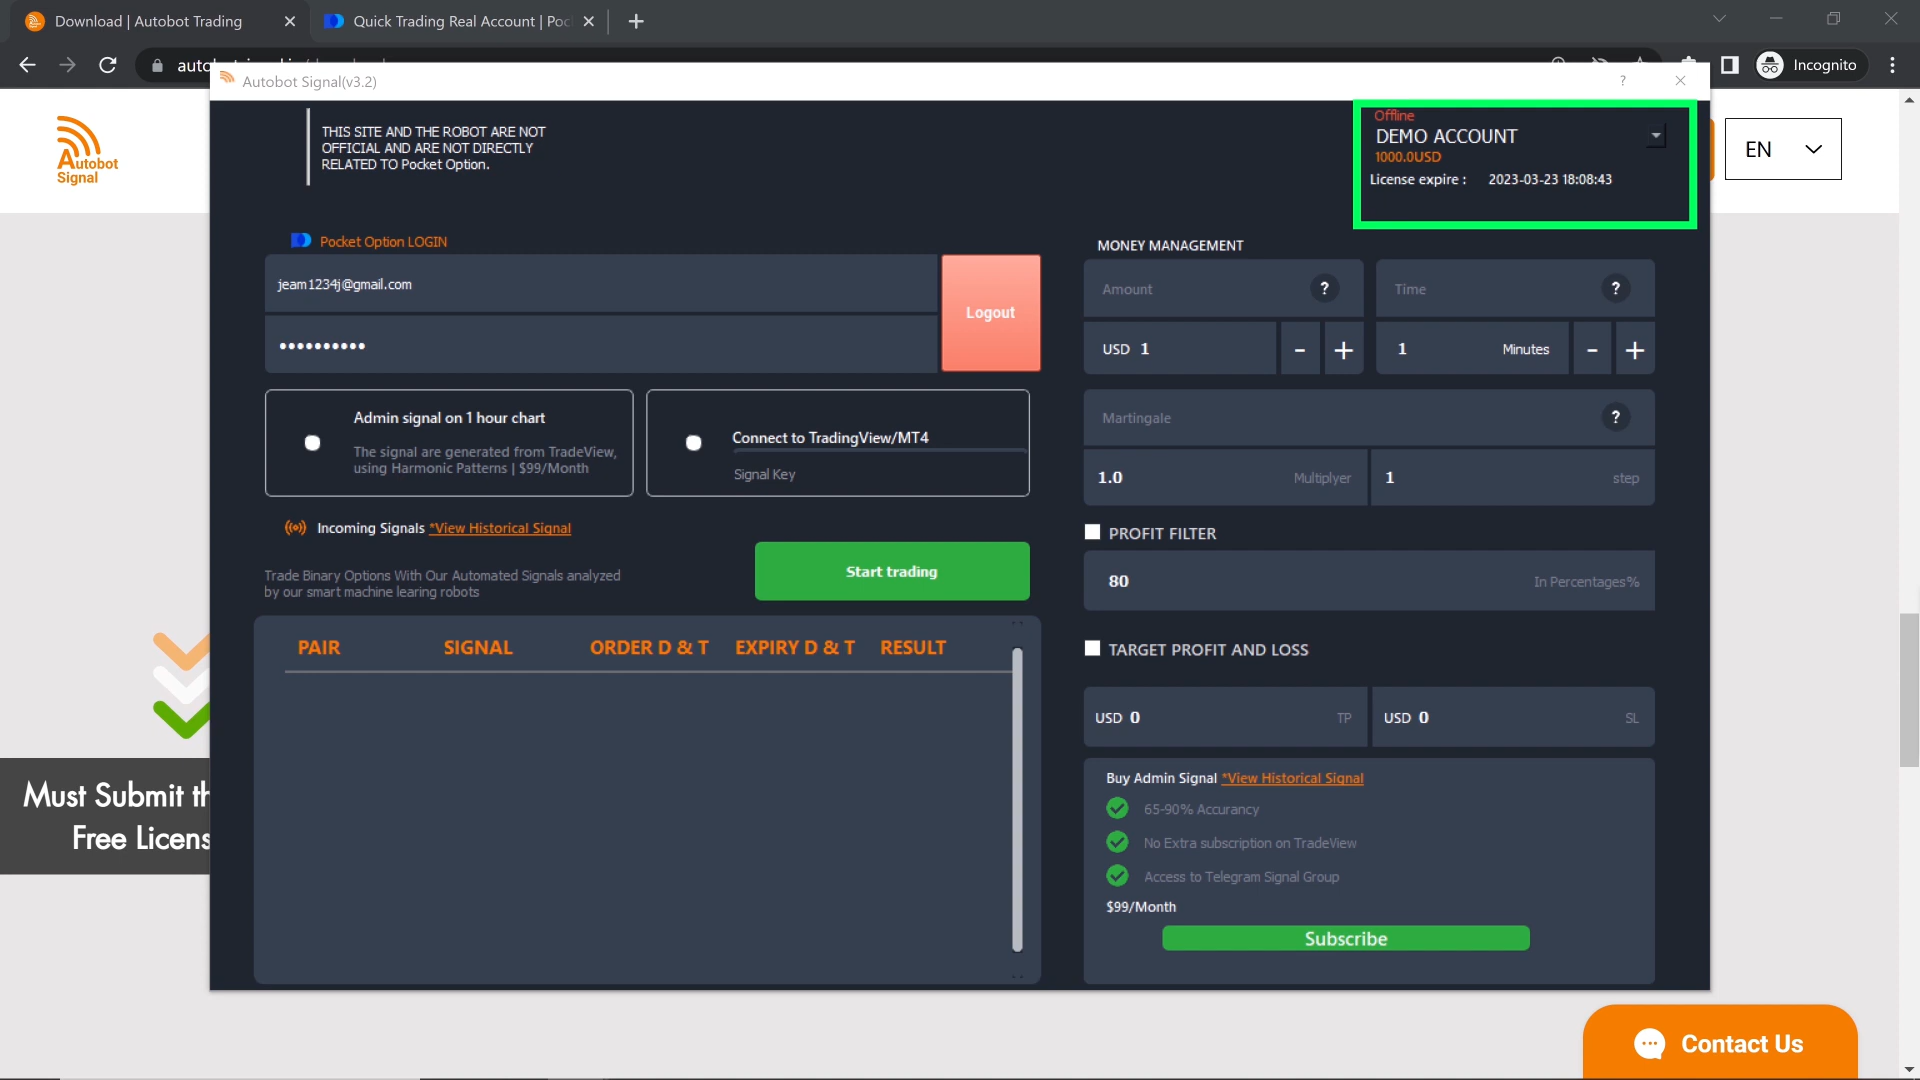 Download | Autobot Trading
Quick Trading Real Account | Poc
Incognito
Autobot Signal(v3.2)
?
Autobot
Signal
THIS SITE AND THE ROBOT ARE NOT
OFFICIAL AND ARE NOT DIRECTLY
RELATED TO Pocket Option.
Offline
DEMO ACCOUNT
1000.0USD
License expire : 2023-03-23 18:08:43
EN
Pocket Option LOGIN
jeam1234j@gmail.com
••••••••••
Logout
MONEY MANAGEMENT
Amount ?
Time ?
USD 1 - +
1 Minutes - +
Admin signal on 1 hour chart
The signal are generated from TradeView,
using Harmonic Patterns | $99/Month
Connect to TradingView/MT4
Signal Key
Martingale ?
1.0 Multiplyer
1 step
Incoming Signals *View Historical Signal
Trade Binary Options With Our Automated Signals analyzed
by our smart machine learing robots
Start trading
PROFIT FILTER
80 In Percentages%
PAIR SIGNAL ORDER D & T EXPIRY D & T RESULT
TARGET PROFIT AND LOSS
USD 0 TP
USD 0 SL
Buy Admin Signal *View Historical Signal
65-90% Accurancy
No Extra subscription on TradeView
Access to Telegram Signal Group
$99/Month
Subscribe
Must Submit th
Free Licens
Contact Us